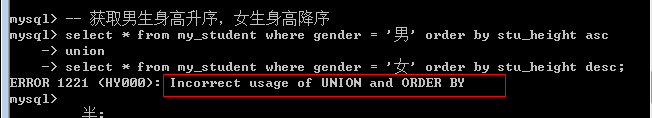 mysql> -- 获取男生身高升序，女生身高降序
mysql> select * from my_student where gender = '男' order by stu_height asc
-> union
-> select * from my_student where gender = '女' order by stu_height desc;
ERROR 1221 (HY000): Incorrect usage of UNION and ORDER BY
mysql>
半: